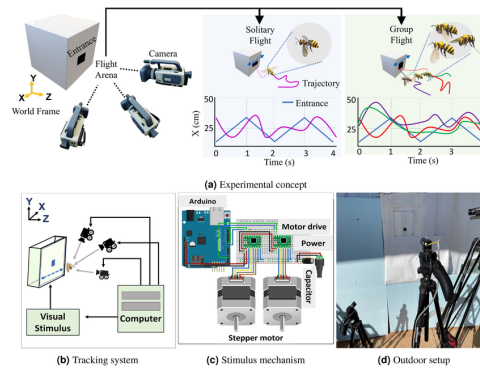 Entrance
Camera
Flight
Arena
Y
X
Z
World Frame
Solitary
Flight
Trajectory
50
Entrance
X (cm)
25
0
1
2
3
4
Time (s)
Group
Flight
50
25
0
1
2
3
Time (s)
(a) Experimental concept
Y
X
Z
Visual
Stimulus
Computer
(b) Tracking system
Arduino
Motor drive
Power
Capacitor
Stepper motor
(c) Stimulus mechanism
(d) Outdoor setup